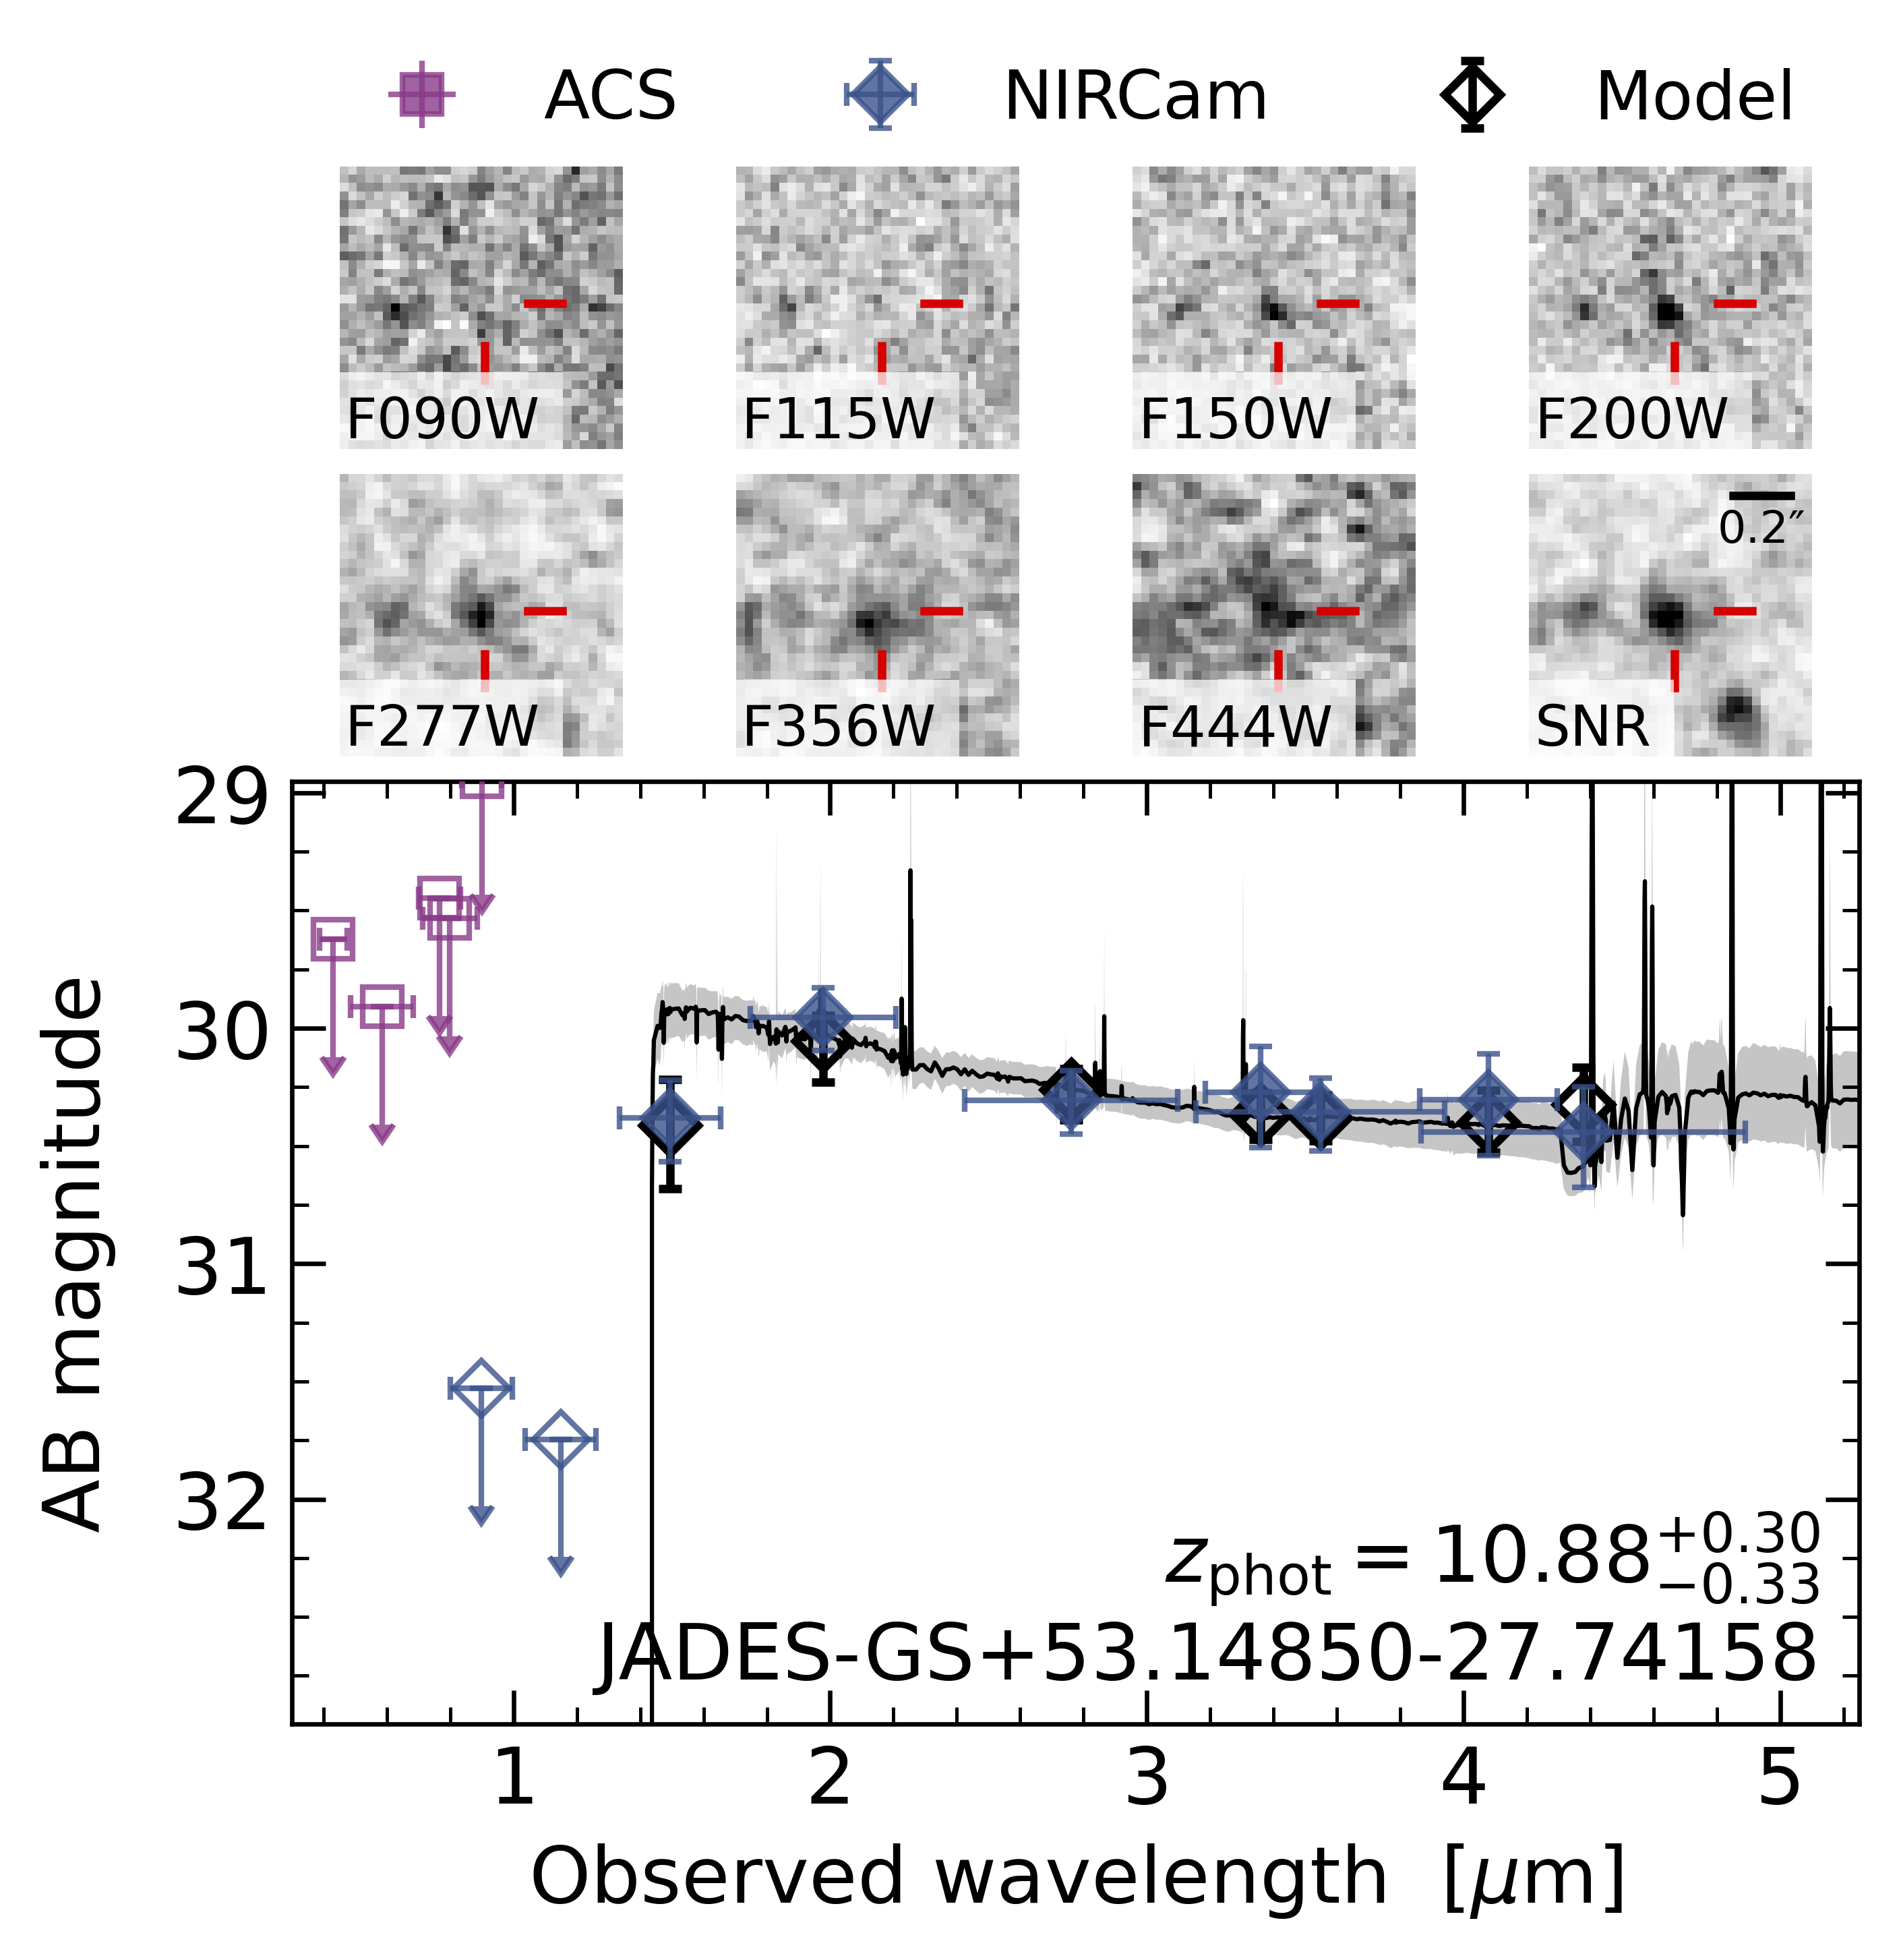 ACS NIRCam Model
F090W F115W F150W F200W
0.2″
F277W F356W F444W SNR
29
30
31
32
AB magnitude
z_phot = 10.88^{+0.30}_{−0.33}
JADES-GS+53.14850-27.74158
1 2 3 4 5
Observed wavelength [μm]